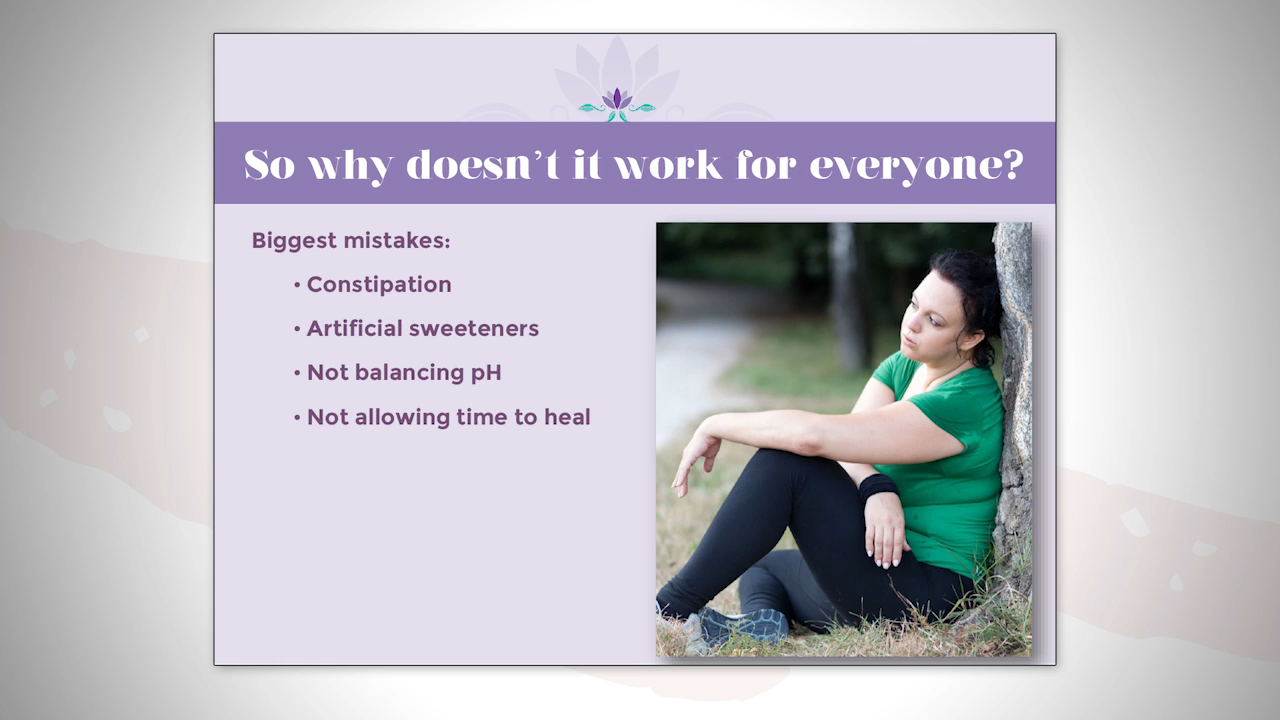 So why doesn’t it work for everyone?
Biggest mistakes:
• Constipation
• Artificial sweeteners
• Not balancing pH
• Not allowing time to heal